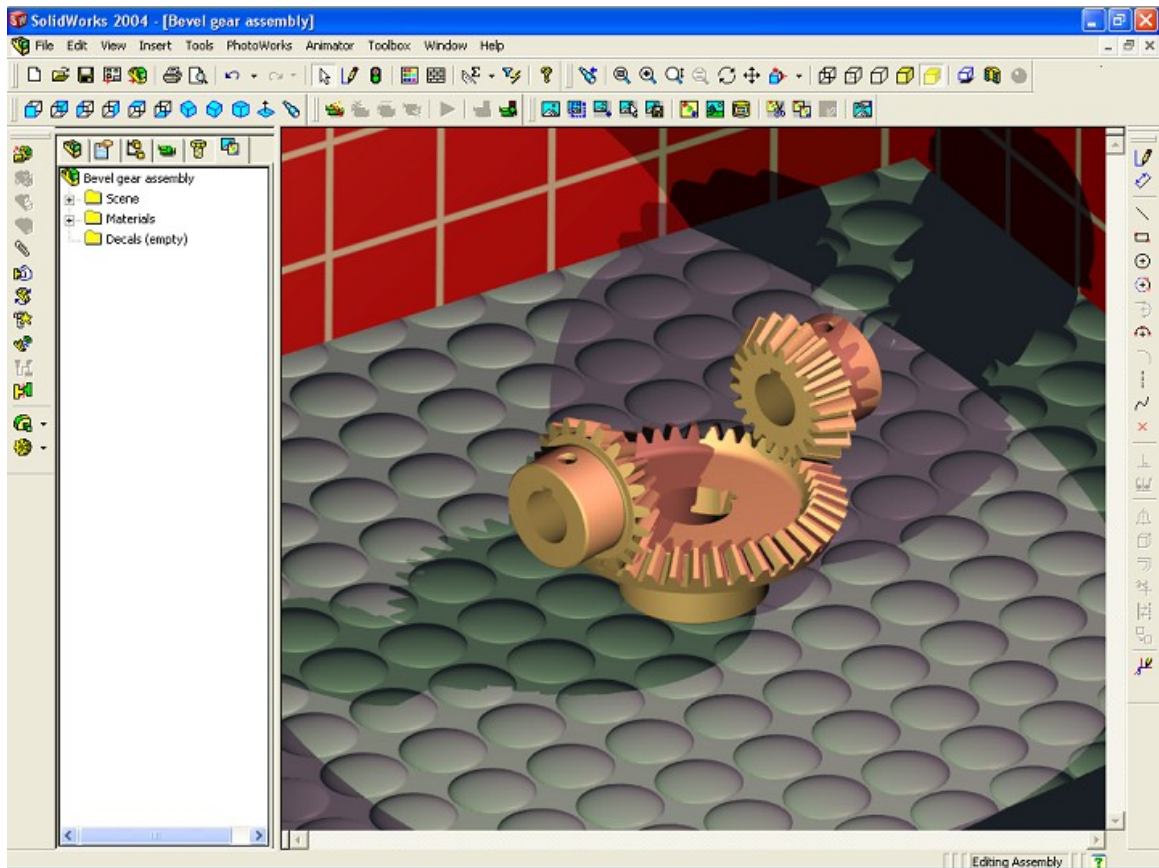 SolidWorks 2004 - [Bevel gear assembly]
File Edit View Insert Tools PhotoWorks Animator Toolbox Window Help
Bevel gear assembly
Scene
Materials
Decals (empty)
Editing Assembly